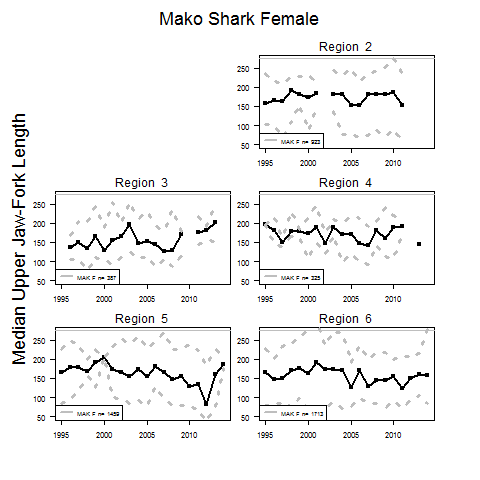 Mako Shark Female
Median Upper Jaw-Fork Length
Region 2
250
200
150
100
50
MAK F n= 923
1995 2000 2005 2010
Region 3
250
200
150
100
50
MAK F n= 287
1995 2000 2005 2010
Region 4
250
200
150
100
50
MAK F n= 325
1995 2000 2005 2010
Region 5
250
200
150
100
50
MAK F n= 1459
1995 2000 2005 2010
Region 6
250
200
150
100
50
MAK F n= 1713
1995 2000 2005 2010